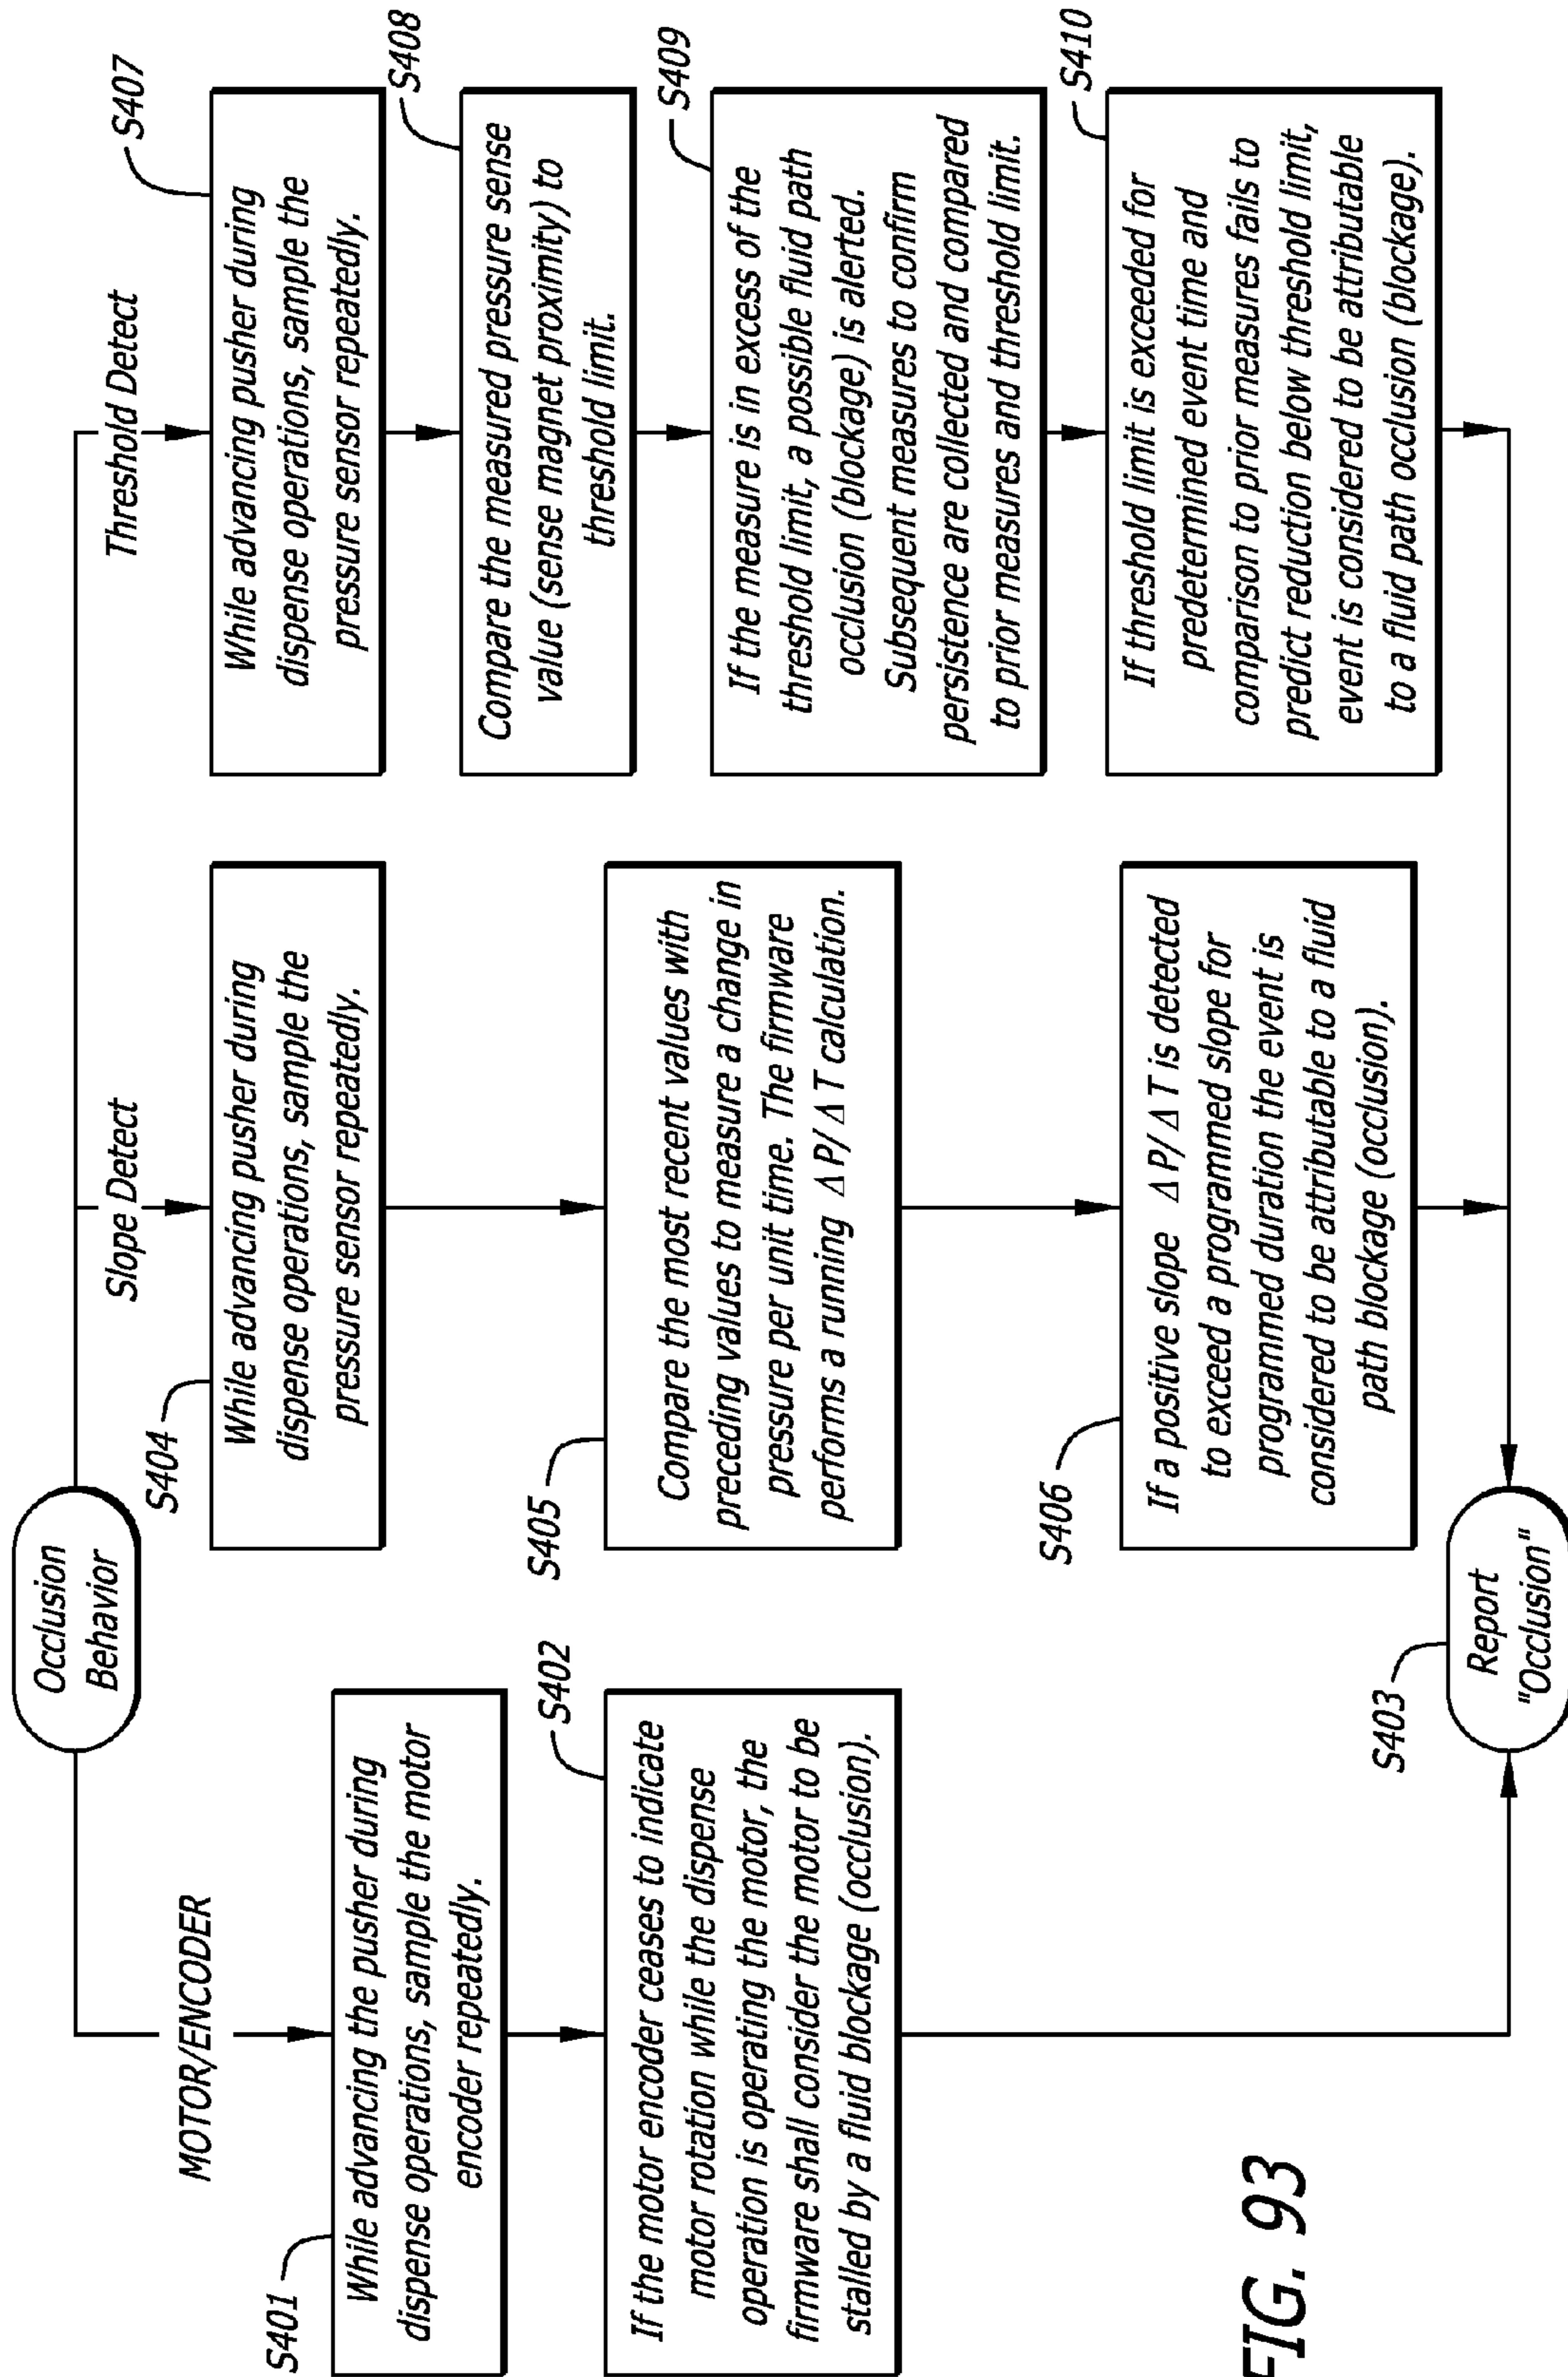 Occlusion
Behavior
MOTOR/ENCODER
S401
While advancing the pusher during
dispense operations, sample the motor
encoder repeatedly.
S402
If the motor encoder ceases to indicate
motor rotation while the dispense
operation is operating the motor, the
firmware shall consider the motor to be
stalled by a fluid blockage (occlusion).
Slope Detect
S404
While advancing pusher during
dispense operations, sample the
pressure sensor repeatedly.
S405
Compare the most recent values with
preceding values to measure a change in
pressure per unit time. The firmware
performs a running ΔP/ΔT calculation.
S406
If a positive slope ΔP/ΔT is detected
to exceed a programmed slope for
programmed duration the event is
considered to be attributable to a fluid
path blockage (occlusion).
Threshold Detect
S407
While advancing pusher during
dispense operations, sample the
pressure sensor repeatedly.
S408
Compare the measured pressure sense
value (sense magnet proximity) to
threshold limit.
S409
If the measure is in excess of the
threshold limit, a possible fluid path
occlusion (blockage) is alerted.
Subsequent measures to confirm
persistence are collected and compared
to prior measures and threshold limit.
S410
If threshold limit is exceeded for
predetermined event time and
comparison to prior measures fails to
predict reduction below threshold limit,
event is considered to be attributable
to a fluid path occlusion (blockage).
S403
Report
"Occlusion"
FIG. 93